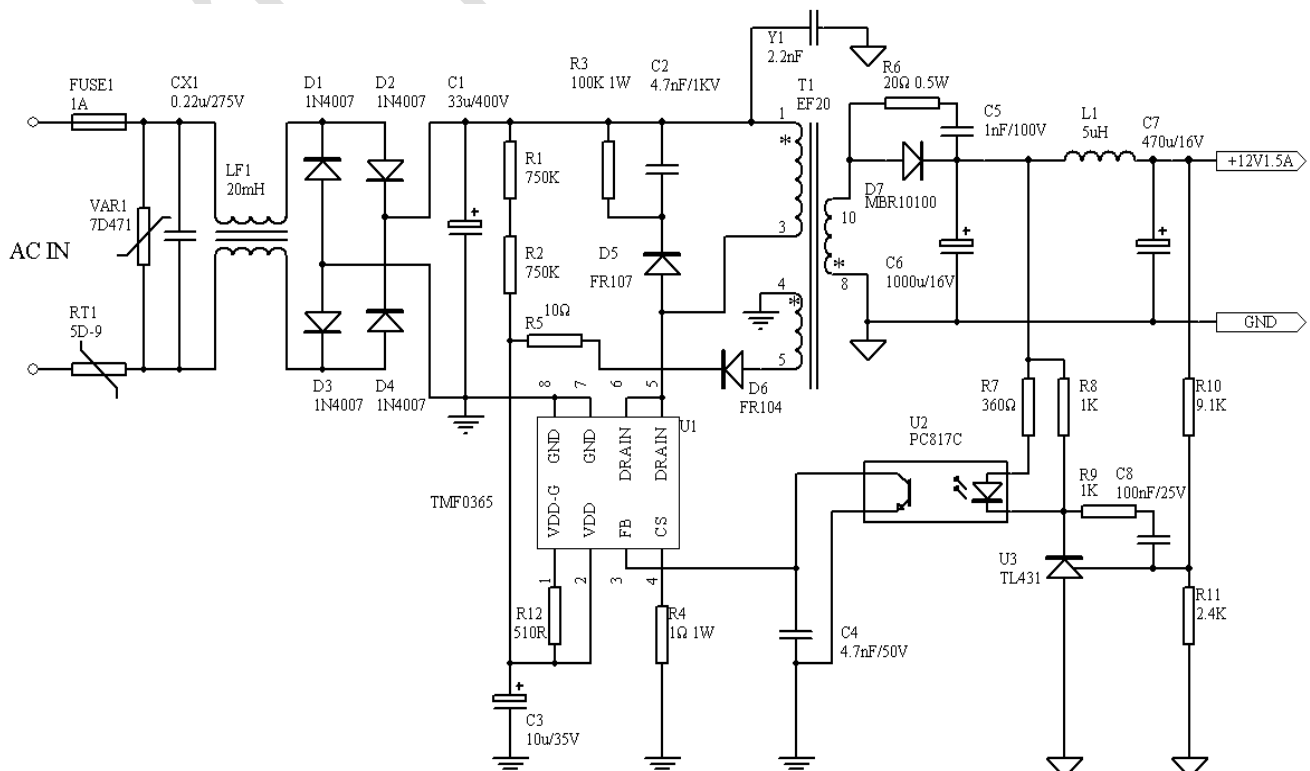 FUSE1
1A
CX1
0.22u/275V
D1
1N4007
D2
1N4007
C1
33u/400V
R3
100K 1W
C2
4.7nF/1KV
Y1
2.2nF
T1
EF20
R6
20Ω 0.5W
C5
1nF/100V
L1
5uH
C7
470u/16V
+12V1.5A
LF1
20mH
VAR1
7D471
AC IN
RT1
5D-9
R1
750K
R2
750K
D5
FR107
1
*
3
4
*
5
10
*
8
D7
MBR10100
C6
1000u/16V
GND
10Ω
R5
D6
FR104
D3
1N4007
D4
1N4007
8
7
6
5
U1
GND
GND
DRAIN
DRAIN
VDD-G
VDD
FB
CS
TMF0365
1
2
3
4
R12
510R
R4
1Ω 1W
C3
10u/35V
C4
4.7nF/50V
U2
PC817C
R7
360Ω
R8
1K
R9
1K
C8
100nF/25V
U3
TL431
R10
9.1K
R11
2.4K